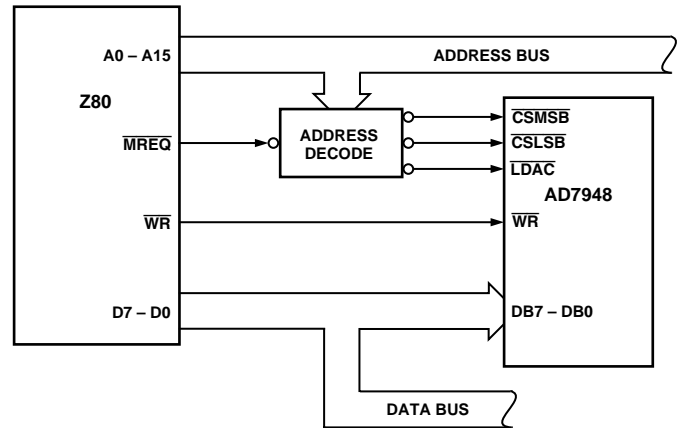 A0 – A15
ADDRESS BUS
Z80
MREQ
ADDRESS
DECODE
CSMSB
CSLSB
LDAC
AD7948
WR
WR
D7 – D0
DB7 – DB0
DATA BUS